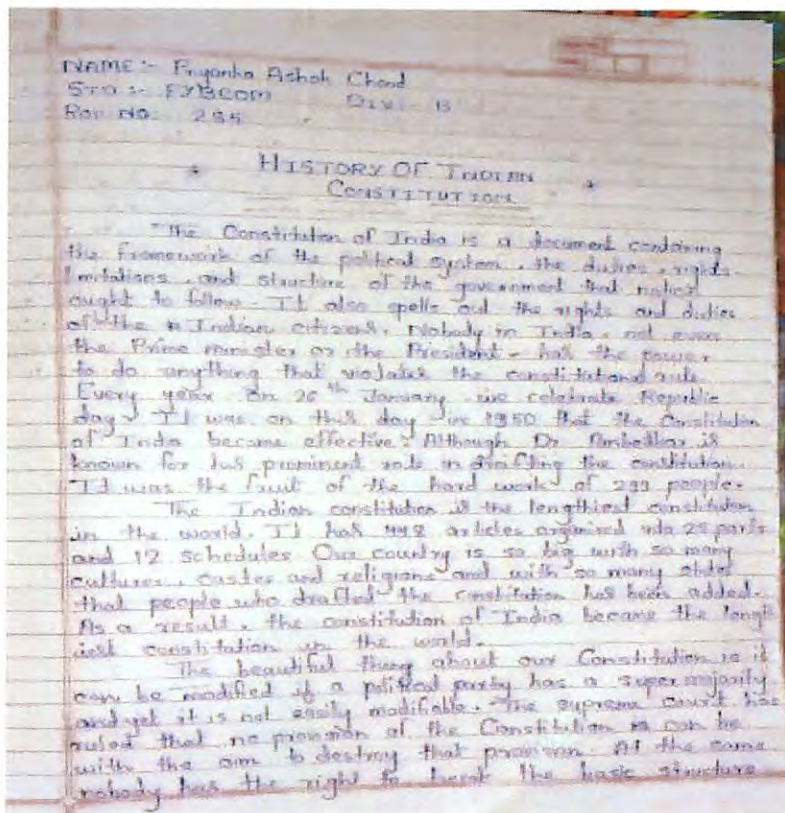 NAME :- Priyanka Ashok Chand
STD :- FYBCOM DIV :- B
Roll NO: 255
* HISTORY OF INDIAN *
CONSTITUTION
The Constitution of India is a document containing
the framework of the political system, the duties, rights
limitations, and structure of the government that nation
ought to follow. It also spells out the rights and duties
of the Indian citizens. Nobody in India, not even
the Prime minister or the President - has the power
to do anything that violates the constitutional rule
Every year on 26th January we celebrate Republic
day. It was on this day in 1950 that the Constitution
of India became effective. Although Dr Ambedkar is
known for his prominent role in drafting the constitution.
It was the fruit of the hard work of 299 people.
The Indian constitution is the lengthiest constitution
in the world. It has 448 articles organised into 25 parts
and 12 schedules Our country is so big with so many
cultures, castes and religions and with so many
that people who drafted the constitution has been added.
As a result, the constitution of India became the length
iest constitution in the world.
The beautiful thing about our Constitution is it
can be modified if a political party has a super majority
and yet it is not easily modifiable. The supreme court has
ruled that no provision of the Constitution can be
with the aim to destroy that provision. At the same
nobody has the right to break the basic structure